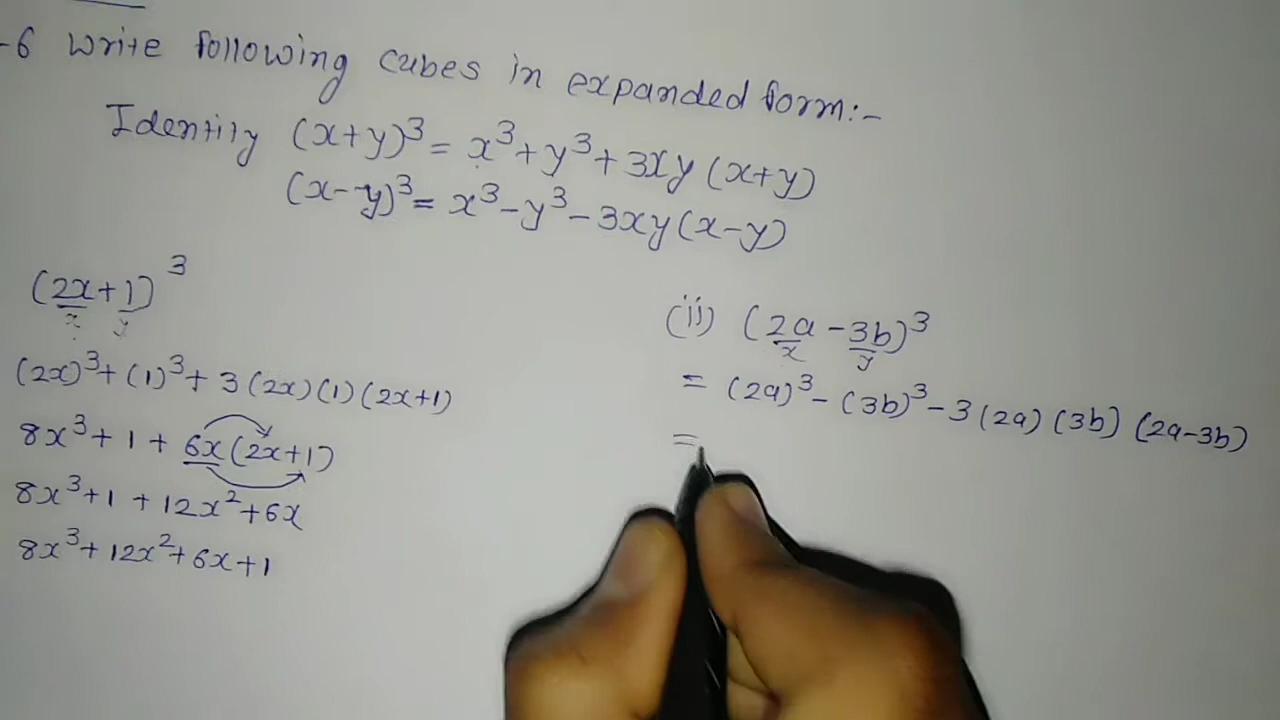 -6 Write following cubes in expanded form:-
Identity (x+y)³ = x³+y³+3xy(x+y)
(x-y)³ = x³-y³-3xy(x-y)
(2x+1)³
x y
(2x)³+(1)³+3(2x)(1)(2x+1)
8x³+1+6x(2x+1)
8x³+1+12x²+6x
8x³+12x²+6x+1
(ii) (2a-3b)³
x y
= (2a)³-(3b)³-3(2a)(3b)(2a-3b)
=